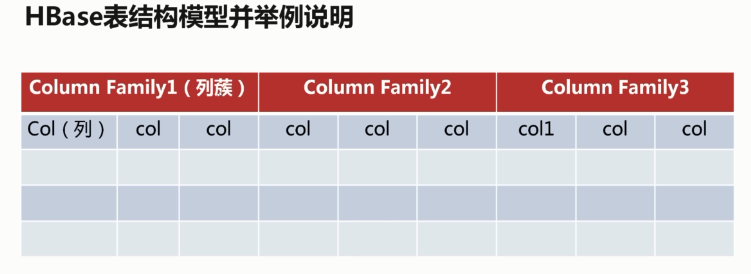 HBase表结构模型并举例说明
Column Family1（列蔟） Column Family2 Column Family3
Col（列） col col col col col col1 col col